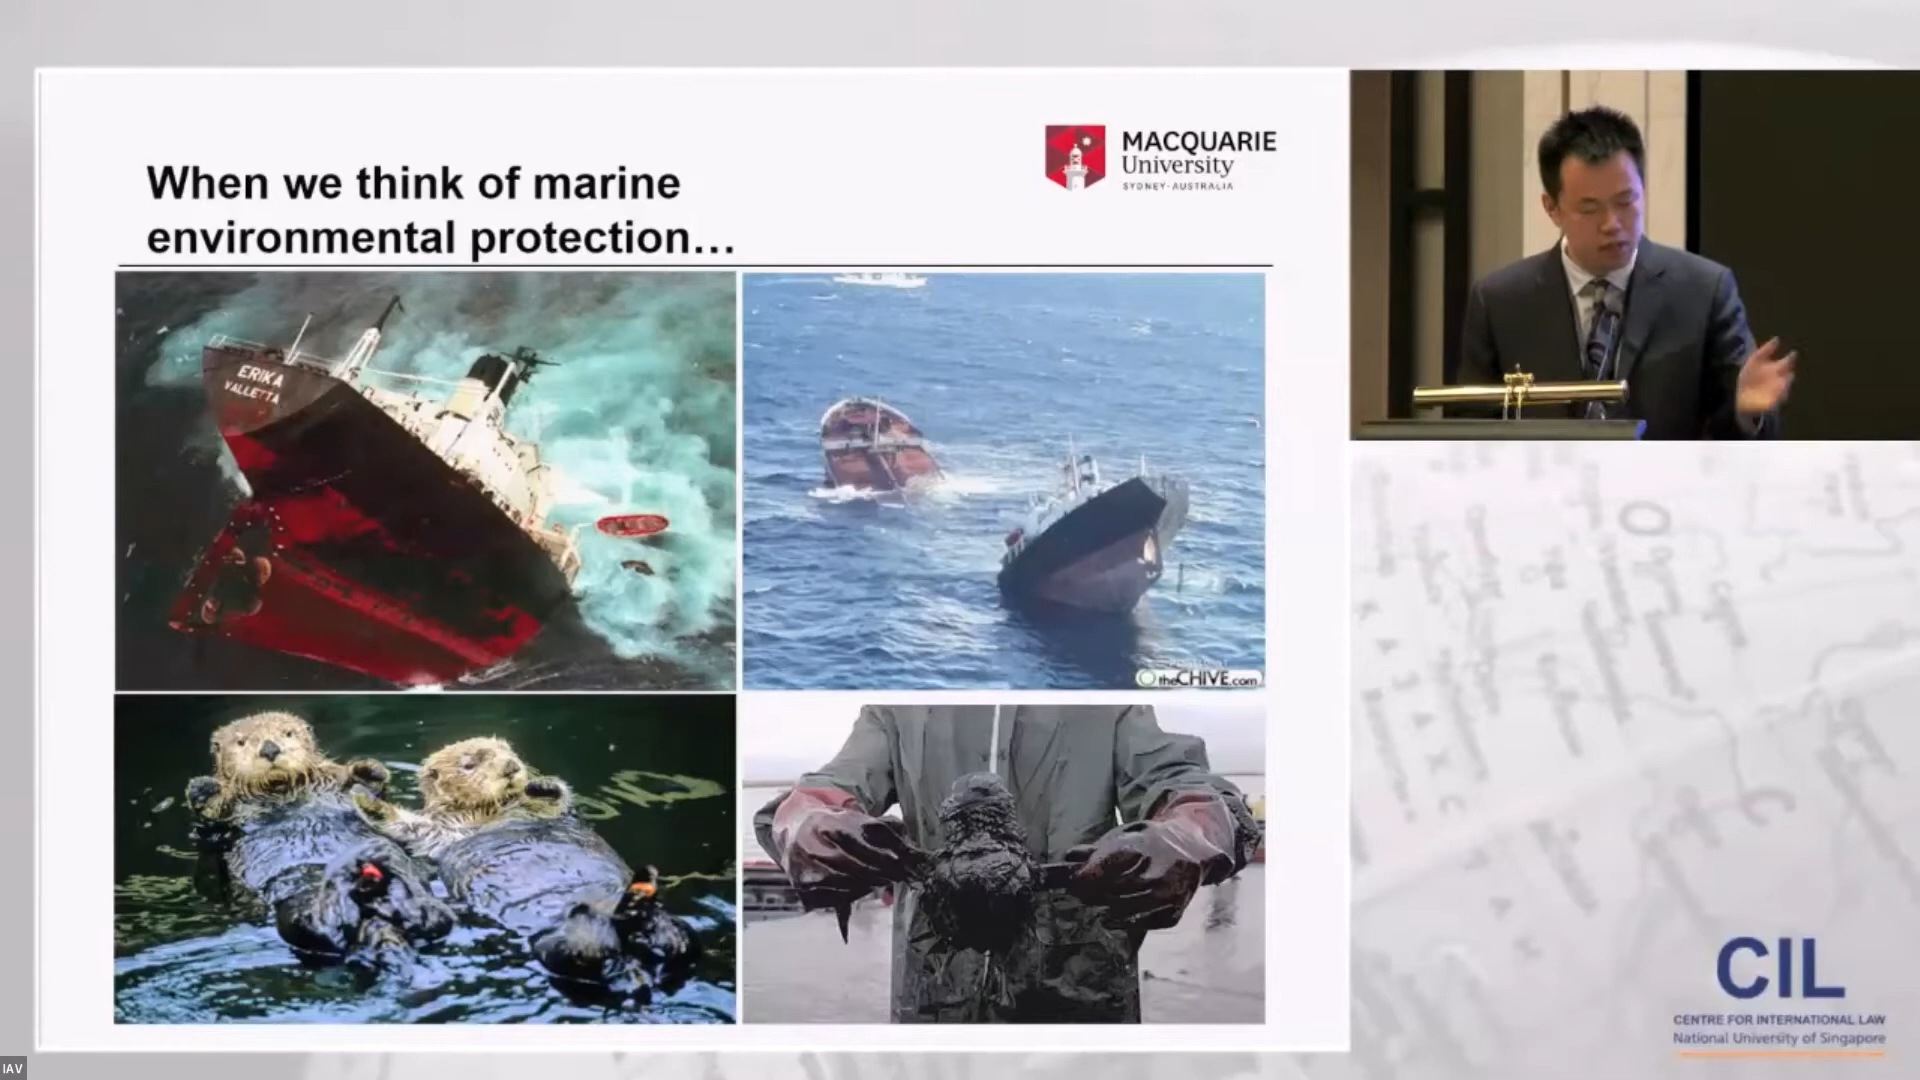 When we think of marine
environmental protection…
MACQUARIE
University
SYDNEY-AUSTRALIA
ERIKA
VALLETTA
theCHIVE.com
CIL
CENTRE FOR INTERNATIONAL LAW
National University of Singapore
IAV